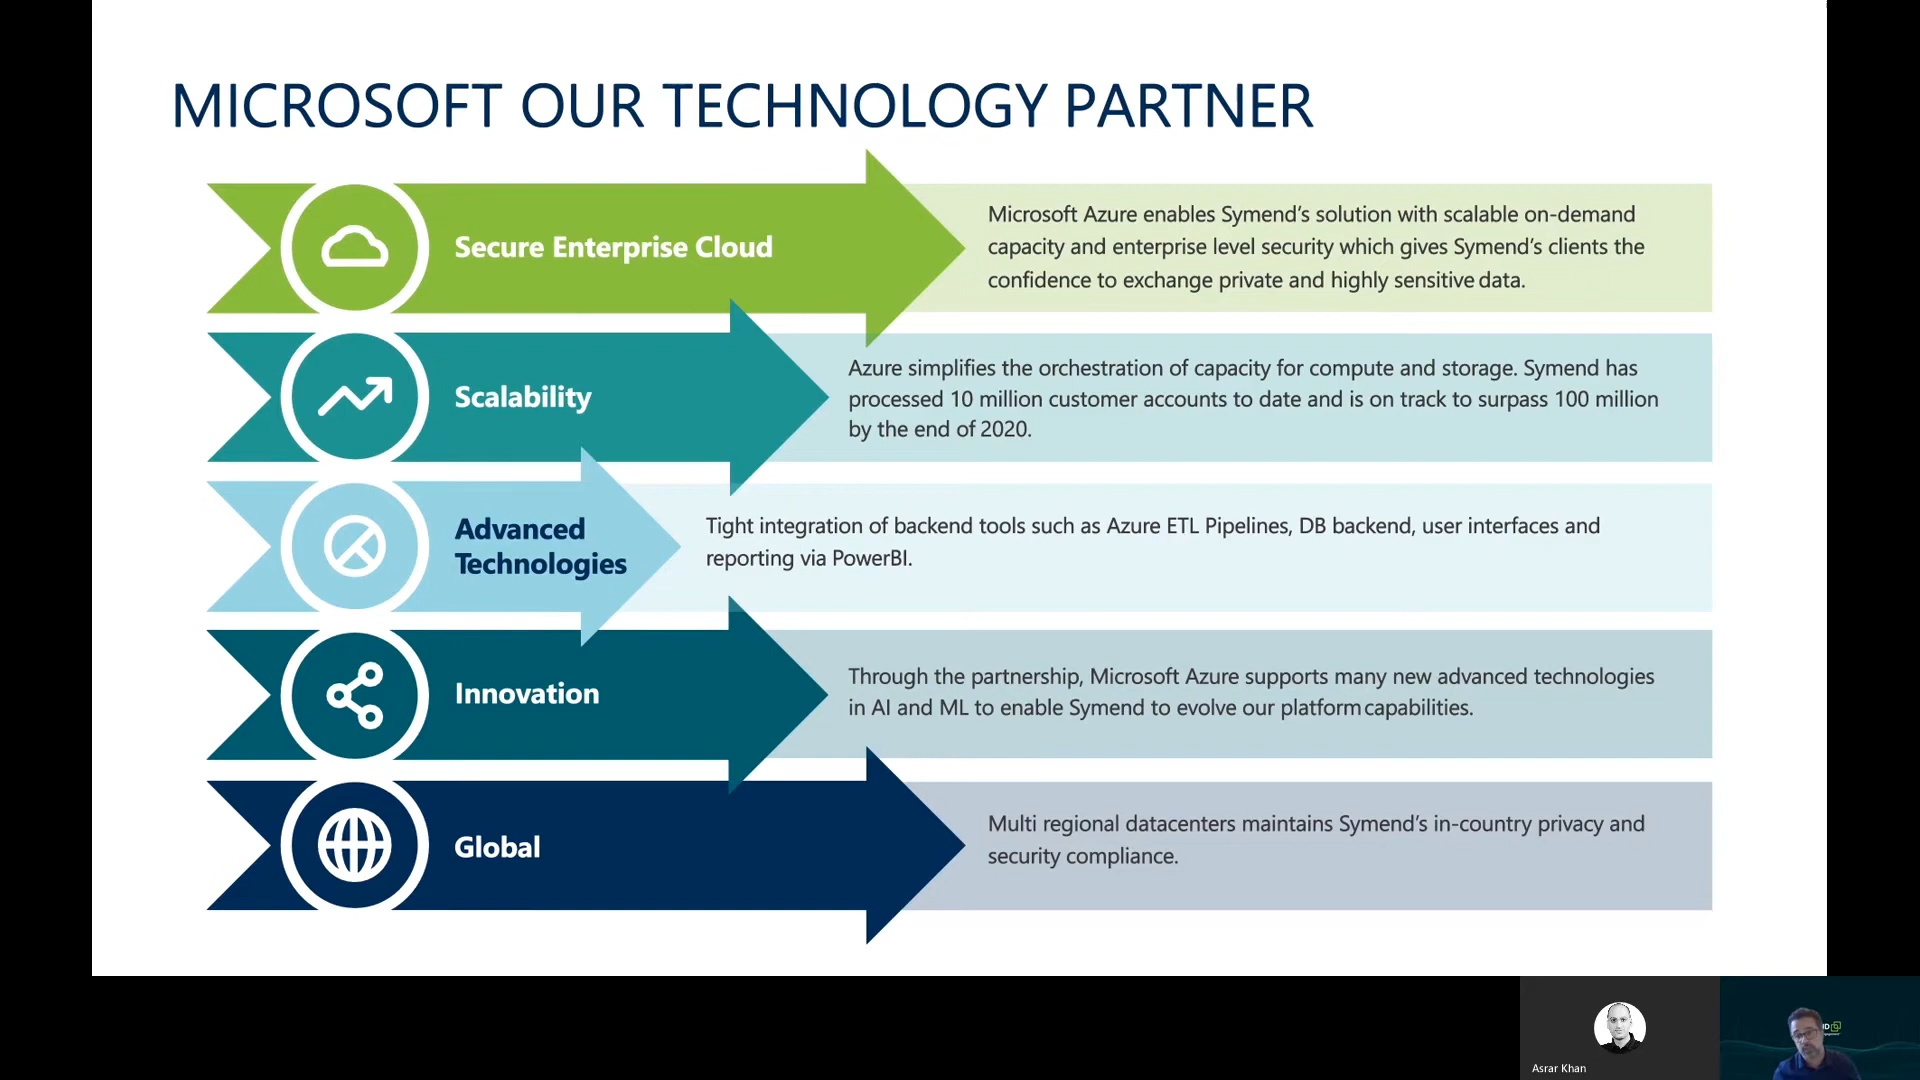 MICROSOFT OUR TECHNOLOGY PARTNER
Secure Enterprise Cloud
Microsoft Azure enables Symend's solution with scalable on-demand
capacity and enterprise level security which gives Symend's clients the
confidence to exchange private and highly sensitive data.
Scalability
Azure simplifies the orchestration of capacity for compute and storage. Symend has
processed 10 million customer accounts to date and is on track to surpass 100 million
by the end of 2020.
Advanced
Technologies
Tight integration of backend tools such as Azure ETL Pipelines, DB backend, user interfaces and
reporting via PowerBI.
Innovation
Through the partnership, Microsoft Azure supports many new advanced technologies
in AI and ML to enable Symend to evolve our platform capabilities.
Global
Multi regional datacenters maintains Symend's in-country privacy and
security compliance.
Asrar Khan